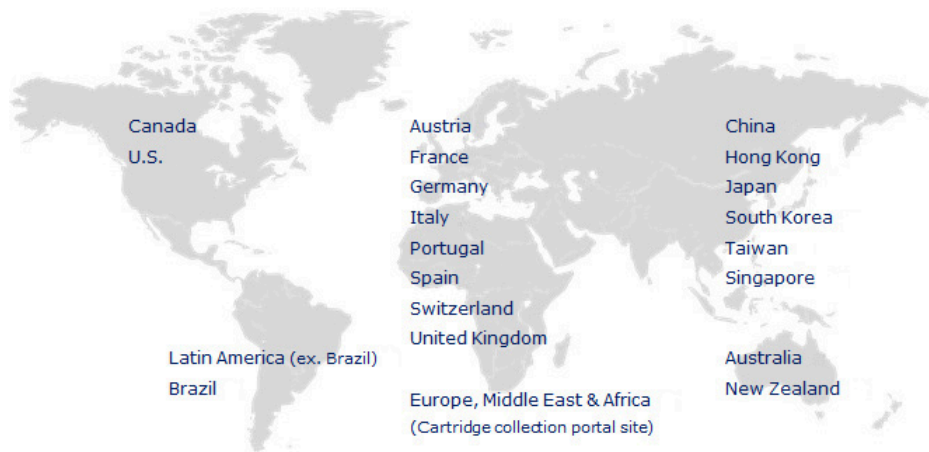 Canada
U.S.
Latin America (ex. Brazil)
Brazil
Austria
France
Germany
Italy
Portugal
Spain
Switzerland
United Kingdom
Europe, Middle East & Africa
(Cartridge collection portal site)
China
Hong Kong
Japan
South Korea
Taiwan
Singapore
Australia
New Zealand